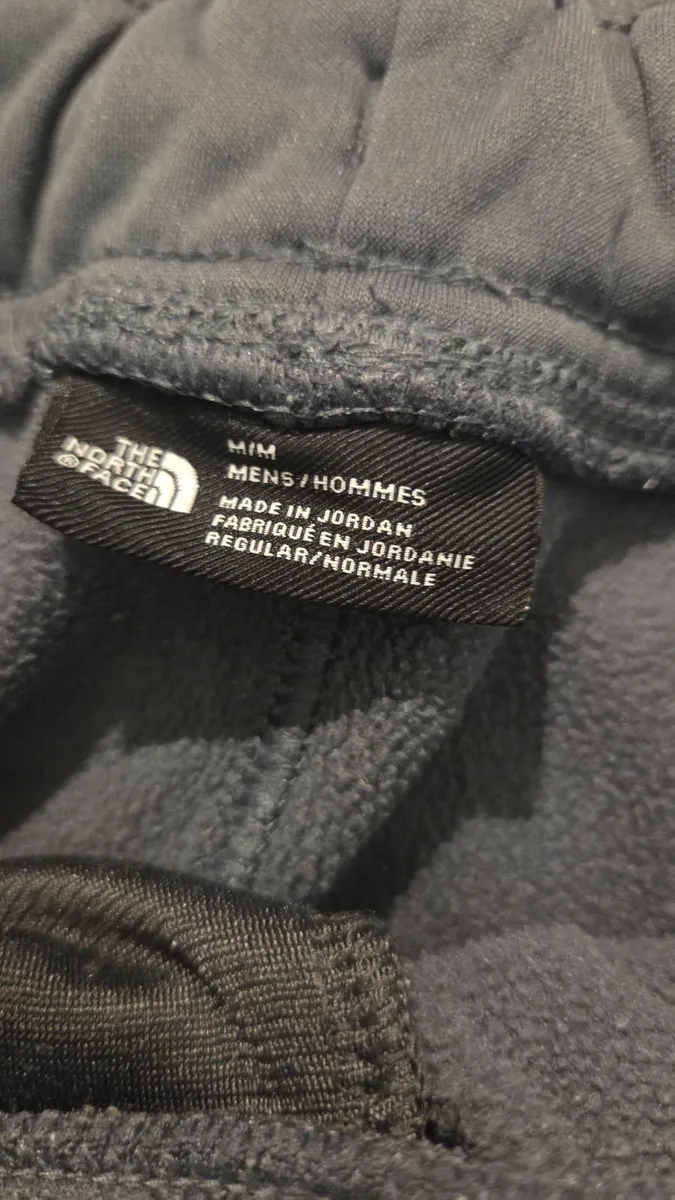 THE
NORTH
®FACE
M/M
MENS/HOMMES
MADE IN JORDAN
FABRIQUÉ EN JORDANIE
REGULAR/NORMALE